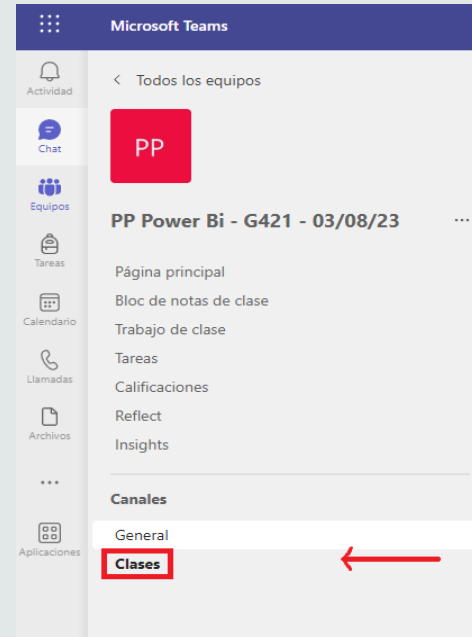 Microsoft Teams
Actividad
Chat
Equipos
Tareas
Calendario
Llamadas
Archivos
Aplicaciones
< Todos los equipos
PP
PP Power Bi - G421 - 03/08/23 ...
Página principal
Bloc de notas de clase
Trabajo de clase
Tareas
Calificaciones
Reflect
Insights
Canales
General
Clases